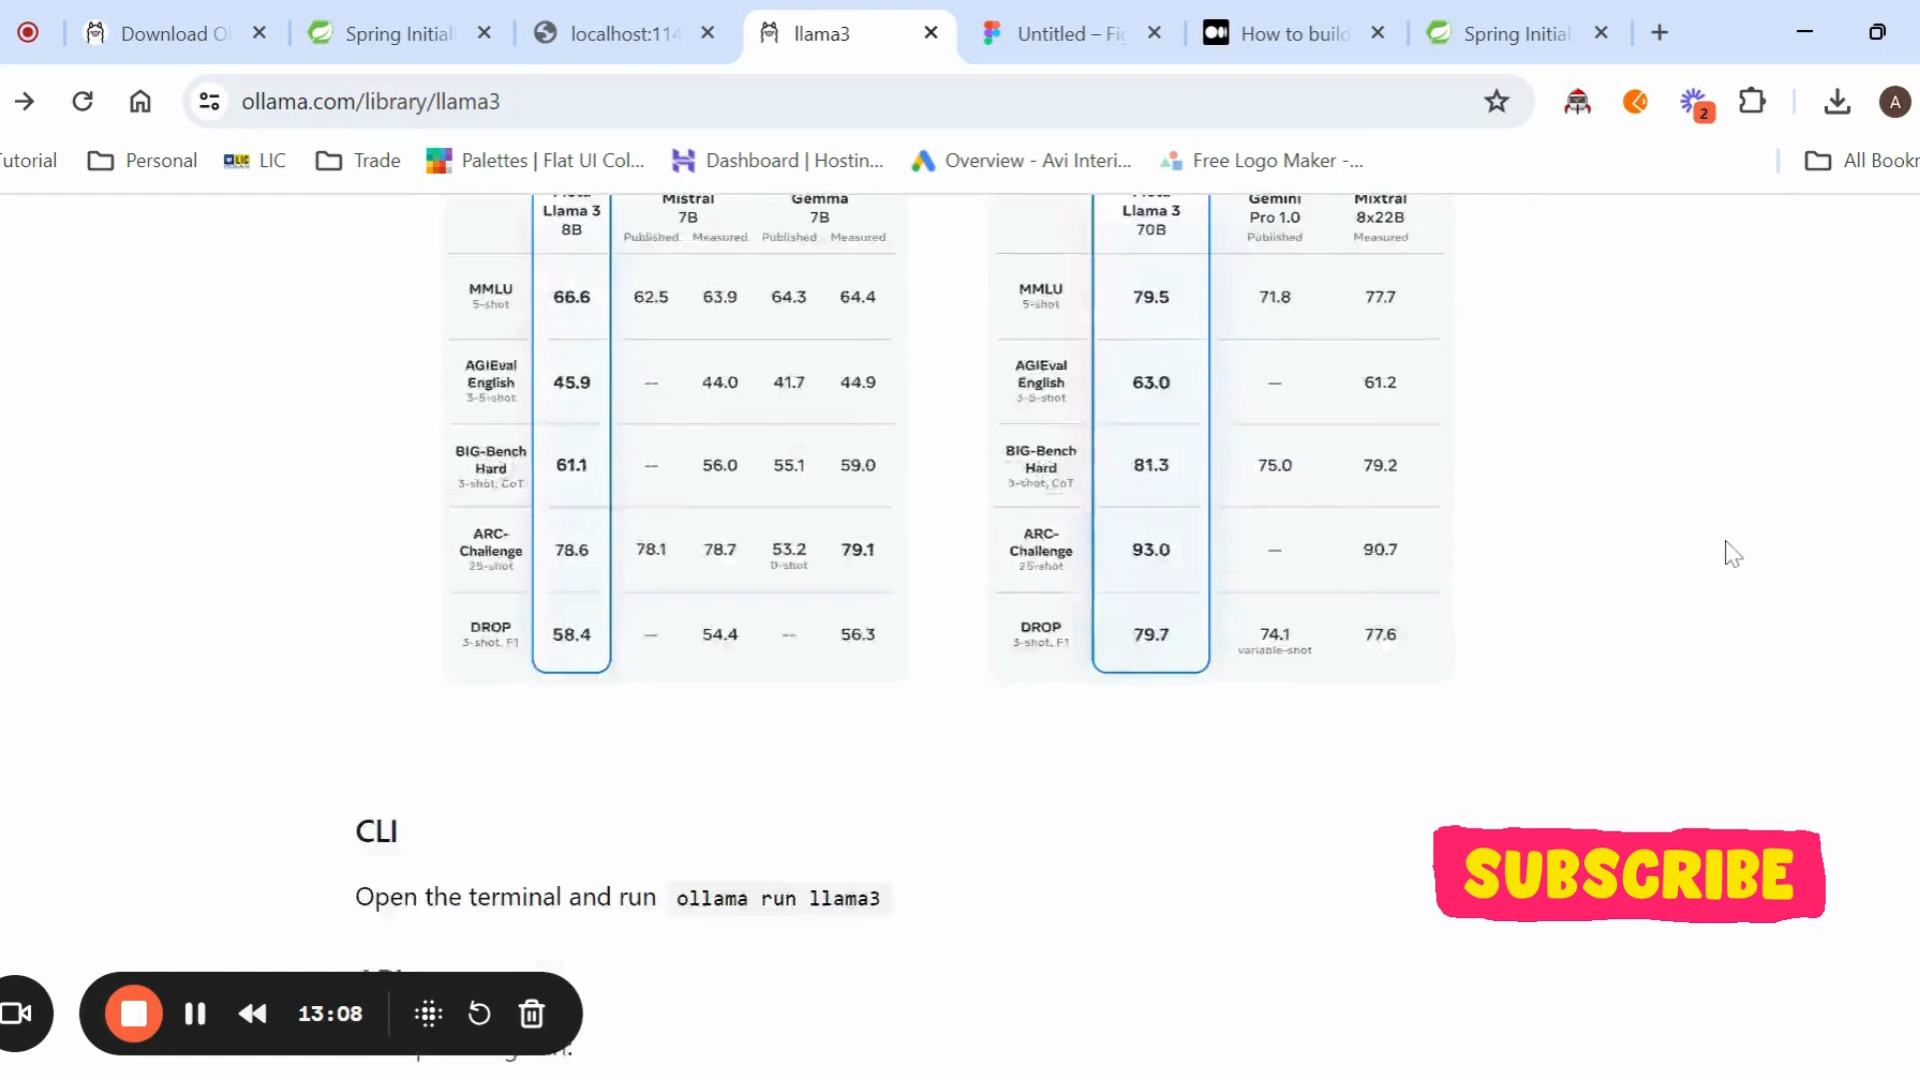 Download O
Spring Initial
localhost:114
llama3
Untitled – Fig
How to build
Spring Initial
ollama.com/library/llama3
2
A
Tutorial
Personal
LIC
LIC
Trade
Palettes | Flat UI Col...
Dashboard | Hostin...
Overview - Avi Interi...
Free Logo Maker -...
All Bookr
Meta Llama 3 8B
Mistral 7B
Gemma 7B
Published Measured Published Measured
MMLU 5-shot 66.6 62.5 63.9 64.3 64.4
AGIEval English 3-5-shot 45.9 -- 44.0 41.7 44.9
BIG-Bench Hard 3-shot, CoT 61.1 -- 56.0 55.1 59.0
ARC-Challenge 25-shot 78.6 78.1 78.7 53.2 0-shot 79.1
DROP 3-shot, F1 58.4 — 54.4 -- 56.3
Meta Llama 3 70B
Gemini Pro 1.0 Published
Mixtral 8x22B Measured
MMLU 5-shot 79.5 71.8 77.7
AGIEval English 3-5-shot 63.0 — 61.2
BIG-Bench Hard 3-shot, CoT 81.3 75.0 79.2
ARC-Challenge 25-shot 93.0 — 90.7
DROP 3-shot, F1 79.7 74.1 variable-shot 77.6
CLI
Open the terminal and run ollama run llama3
SUBSCRIBE
13:08